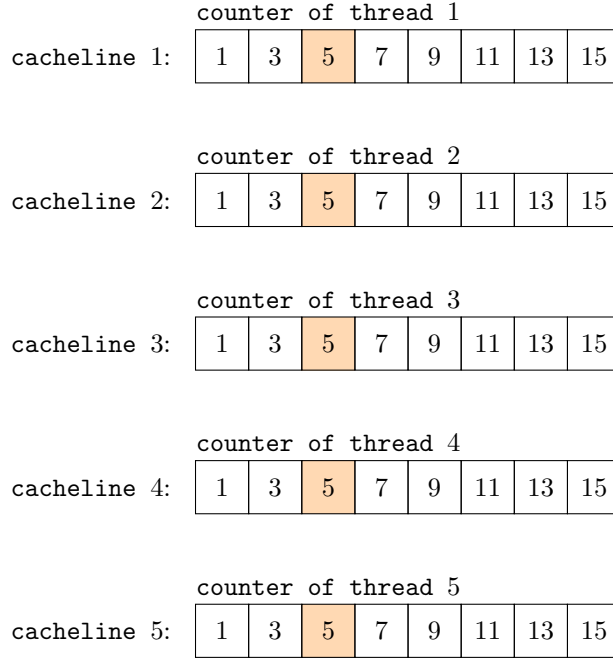 counter of thread 1
cacheline 1: 1 3 5 7 9 11 13 15
counter of thread 2
cacheline 2: 1 3 5 7 9 11 13 15
counter of thread 3
cacheline 3: 1 3 5 7 9 11 13 15
counter of thread 4
cacheline 4: 1 3 5 7 9 11 13 15
counter of thread 5
cacheline 5: 1 3 5 7 9 11 13 15